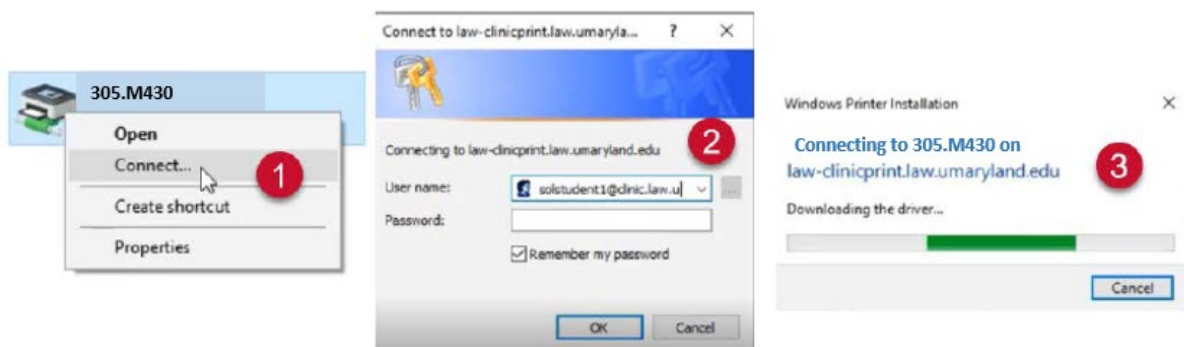 305.M430
Open
Connect...
1
Create shortcut
Properties
Connect to law-clinicprint.law.umaryla... ? ×
2
Connecting to law-clinicprint.law.umaryland.edu
User name: solstudent1@clinic.law.u ...
Password:
Remember my password
OK Cancel
Windows Printer Installation ×
Connecting to 305.M430 on
law-clinicprint.law.umaryland.edu
3
Downloading the driver...
Cancel